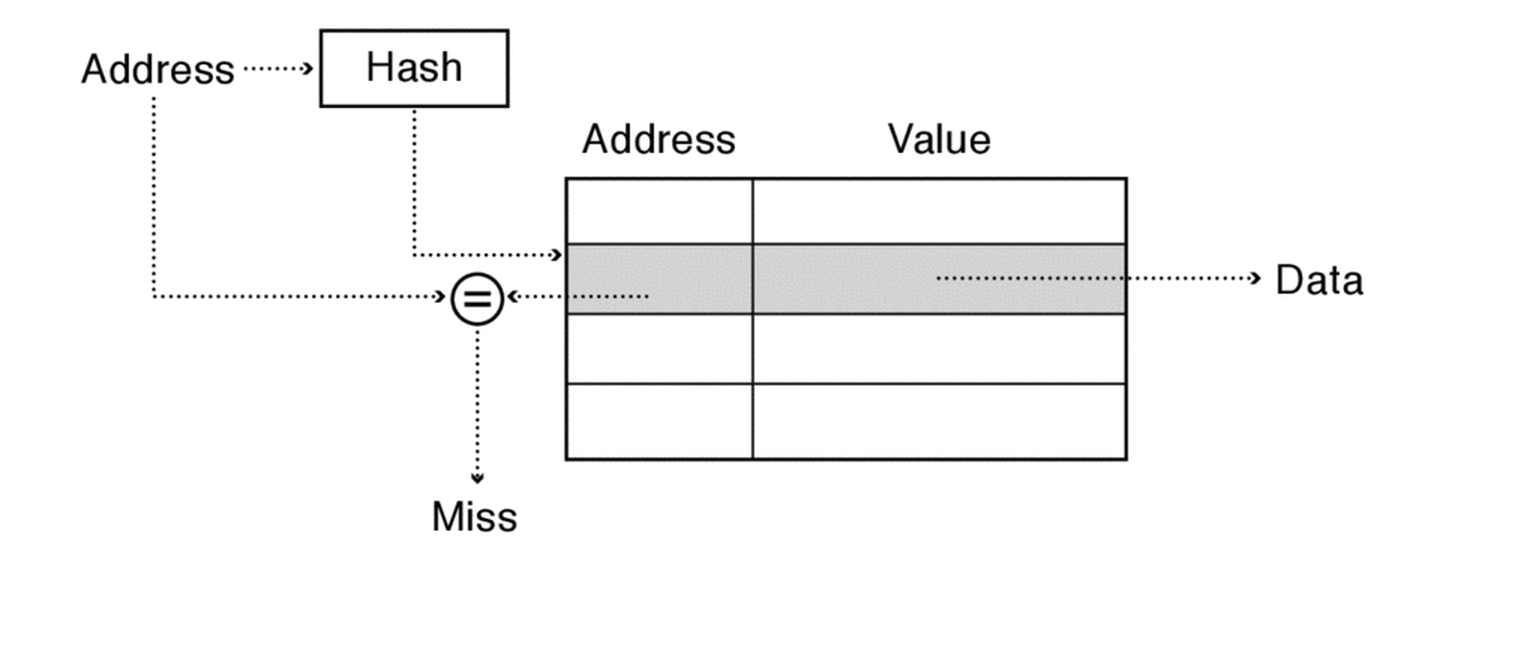 Address
Hash
Address
Value
=
Data
Miss